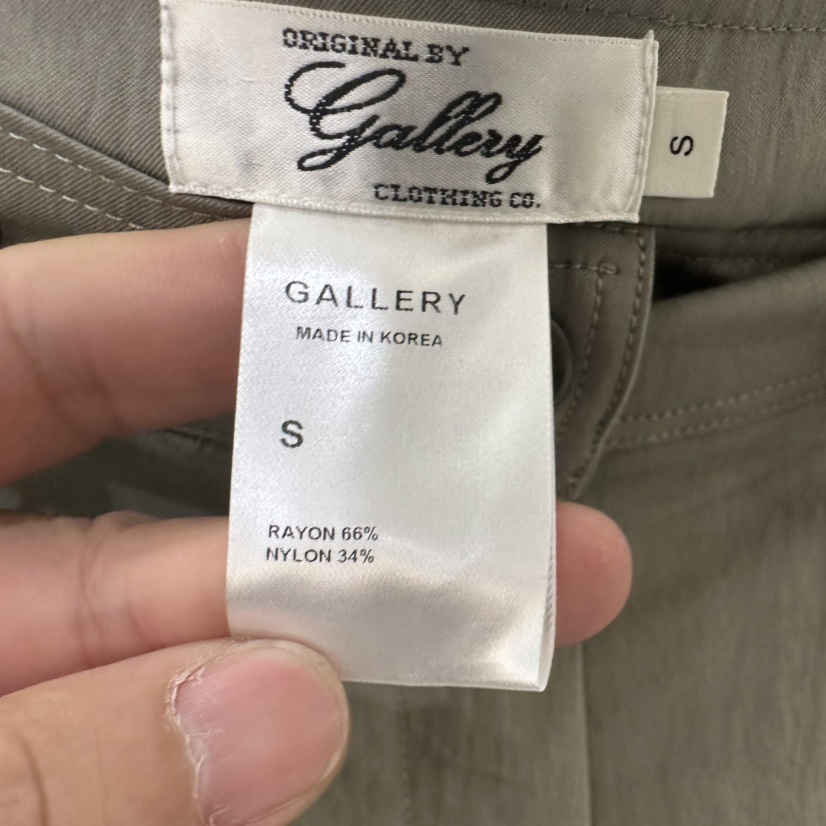 ORIGINAL BY
Gallery
CLOTHING CO.
S
GALLERY
MADE IN KOREA
S
RAYON 66%
NYLON 34%